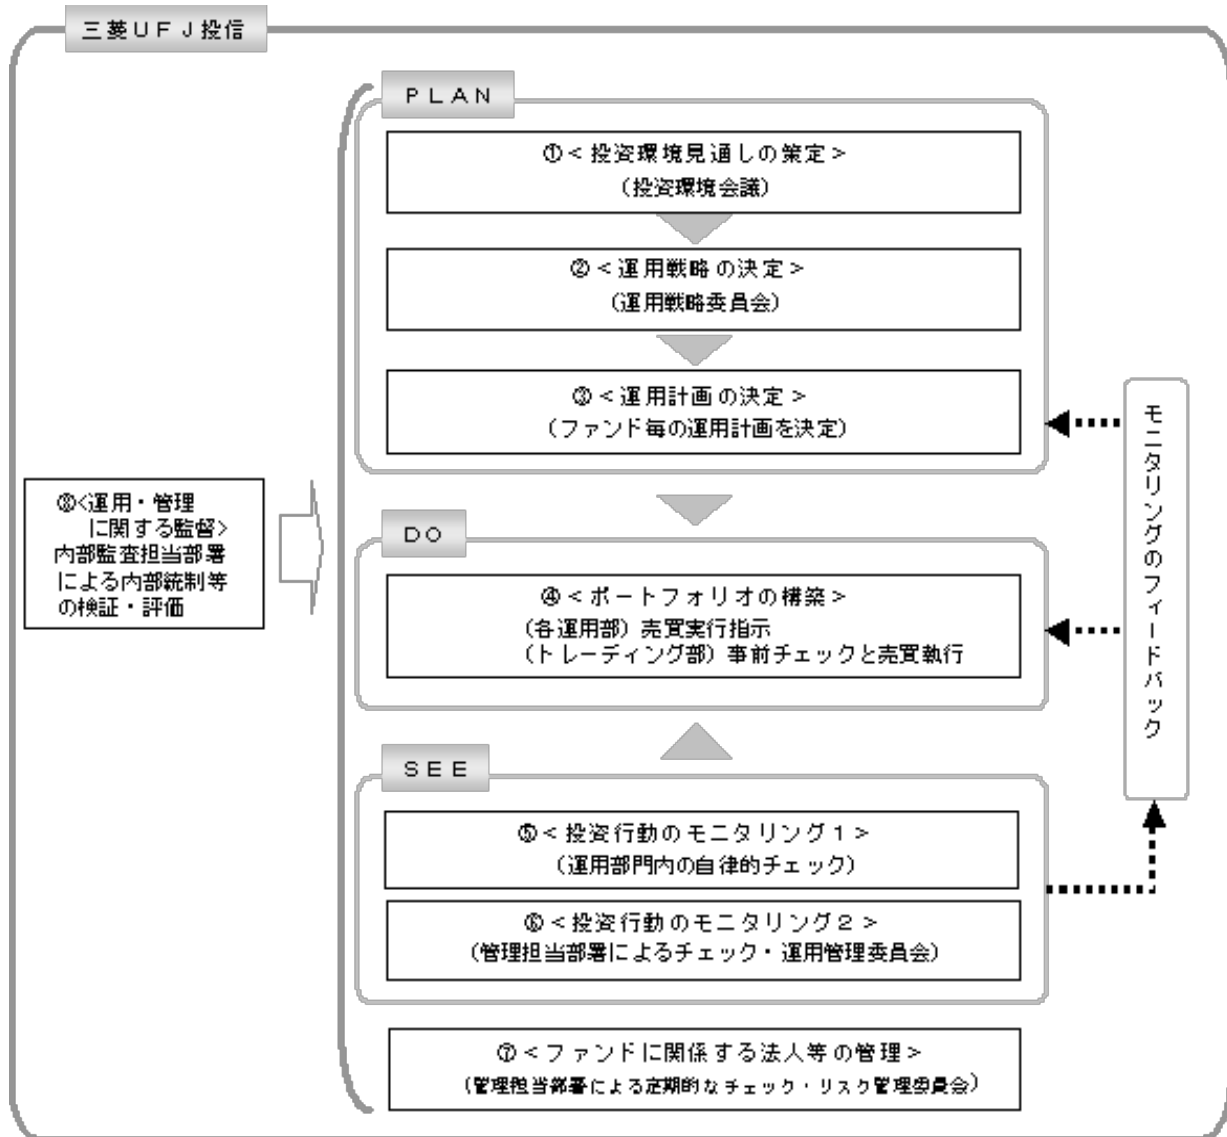 三菱ＵＦＪ投信
ＰＬＡＮ
①＜投資環境見通しの策定＞
（投資環境会議）
②＜運用戦略の決定＞
（運用戦略委員会）
③＜運用計画の決定＞
（ファンド毎の運用計画を決定）
ＤＯ
④＜ポートフォリオの構築＞
（各運用部）売買実行指示
（トレーディング部）事前チェックと売買執行
ＳＥＥ
⑤＜投資行動のモニタリング１＞
（運用部門内の自律的チェック）
⑥＜投資行動のモニタリング２＞
（管理担当部署によるチェック・運用管理委員会）
⑦＜ファンドに関係する法人等の管理＞
（管理担当部署による定期的なチェック・リスク管理委員会）
⑧<運用・管理
に関する監督>
内部監査担当部署
による内部統制等
の検証・評価
モニタリングのフィードバック